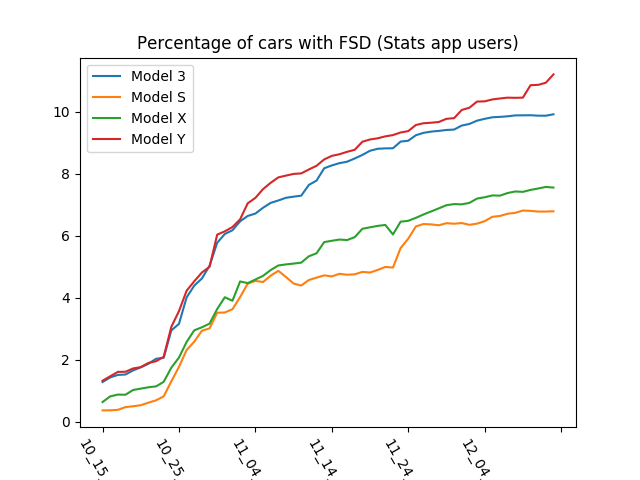 Percentage of cars with FSD (Stats app users)
Model 3
Model S
Model X
Model Y
10
8
6
4
2
0
10_15
10_25
11_04
11_14
11_24
12_04